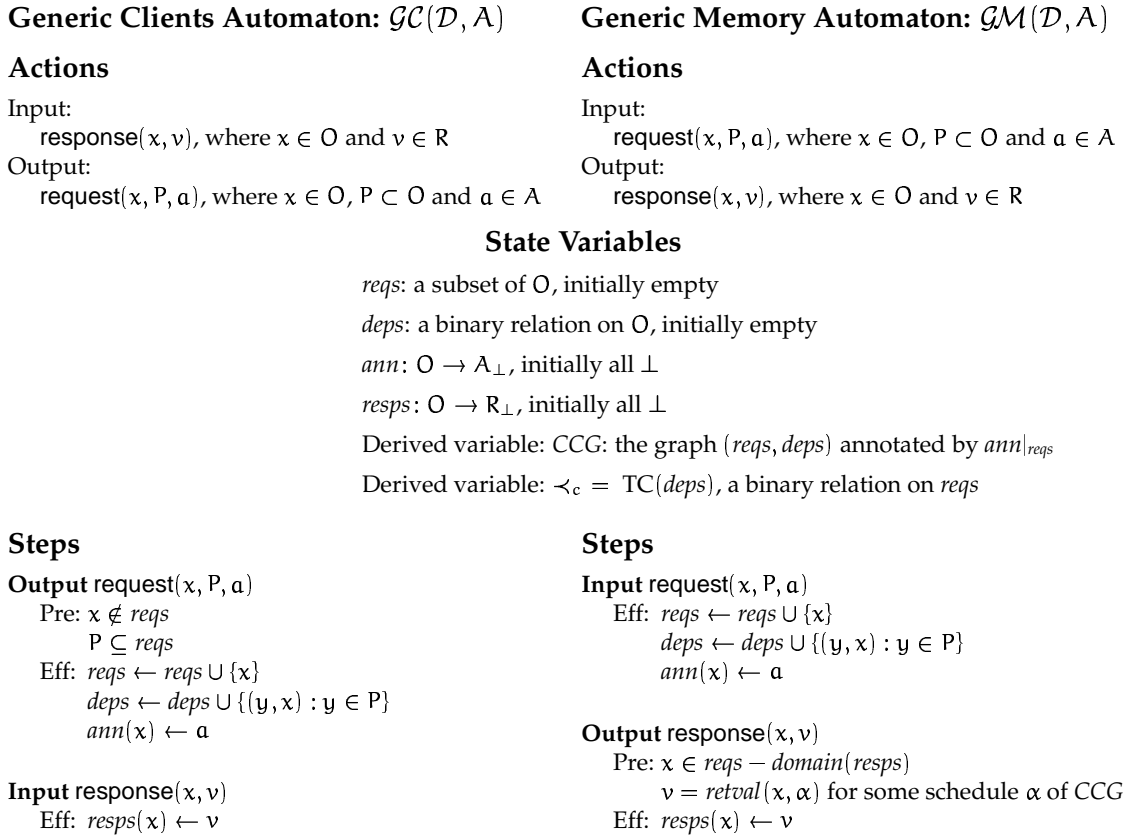 Generic Clients Automaton: 𝒢𝒞(𝒟, A)
Actions
Input:
response(x, v), where x ∈ O and v ∈ R
Output:
request(x, P, a), where x ∈ O, P ⊂ O and a ∈ A
Generic Memory Automaton: 𝒢ℳ(𝒟, A)
Actions
Input:
request(x, P, a), where x ∈ O, P ⊂ O and a ∈ A
Output:
response(x, v), where x ∈ O and v ∈ R
State Variables
reqs: a subset of O, initially empty
deps: a binary relation on O, initially empty
ann: O → A⊥, initially all ⊥
resps: O → R⊥, initially all ⊥
Derived variable: CCG: the graph (reqs, deps) annotated by ann|reqs
Derived variable: ≺c = TC(deps), a binary relation on reqs
Steps
Output request(x, P, a)
Pre: x ∉ reqs
P ⊆ reqs
Eff: reqs ← reqs ∪ {x}
deps ← deps ∪ {(y, x) : y ∈ P}
ann(x) ← a
Input response(x, v)
Eff: resps(x) ← v
Steps
Input request(x, P, a)
Eff: reqs ← reqs ∪ {x}
deps ← deps ∪ {(y, x) : y ∈ P}
ann(x) ← a
Output response(x, v)
Pre: x ∈ reqs − domain(resps)
v = retval(x, α) for some schedule α of CCG
Eff: resps(x) ← v